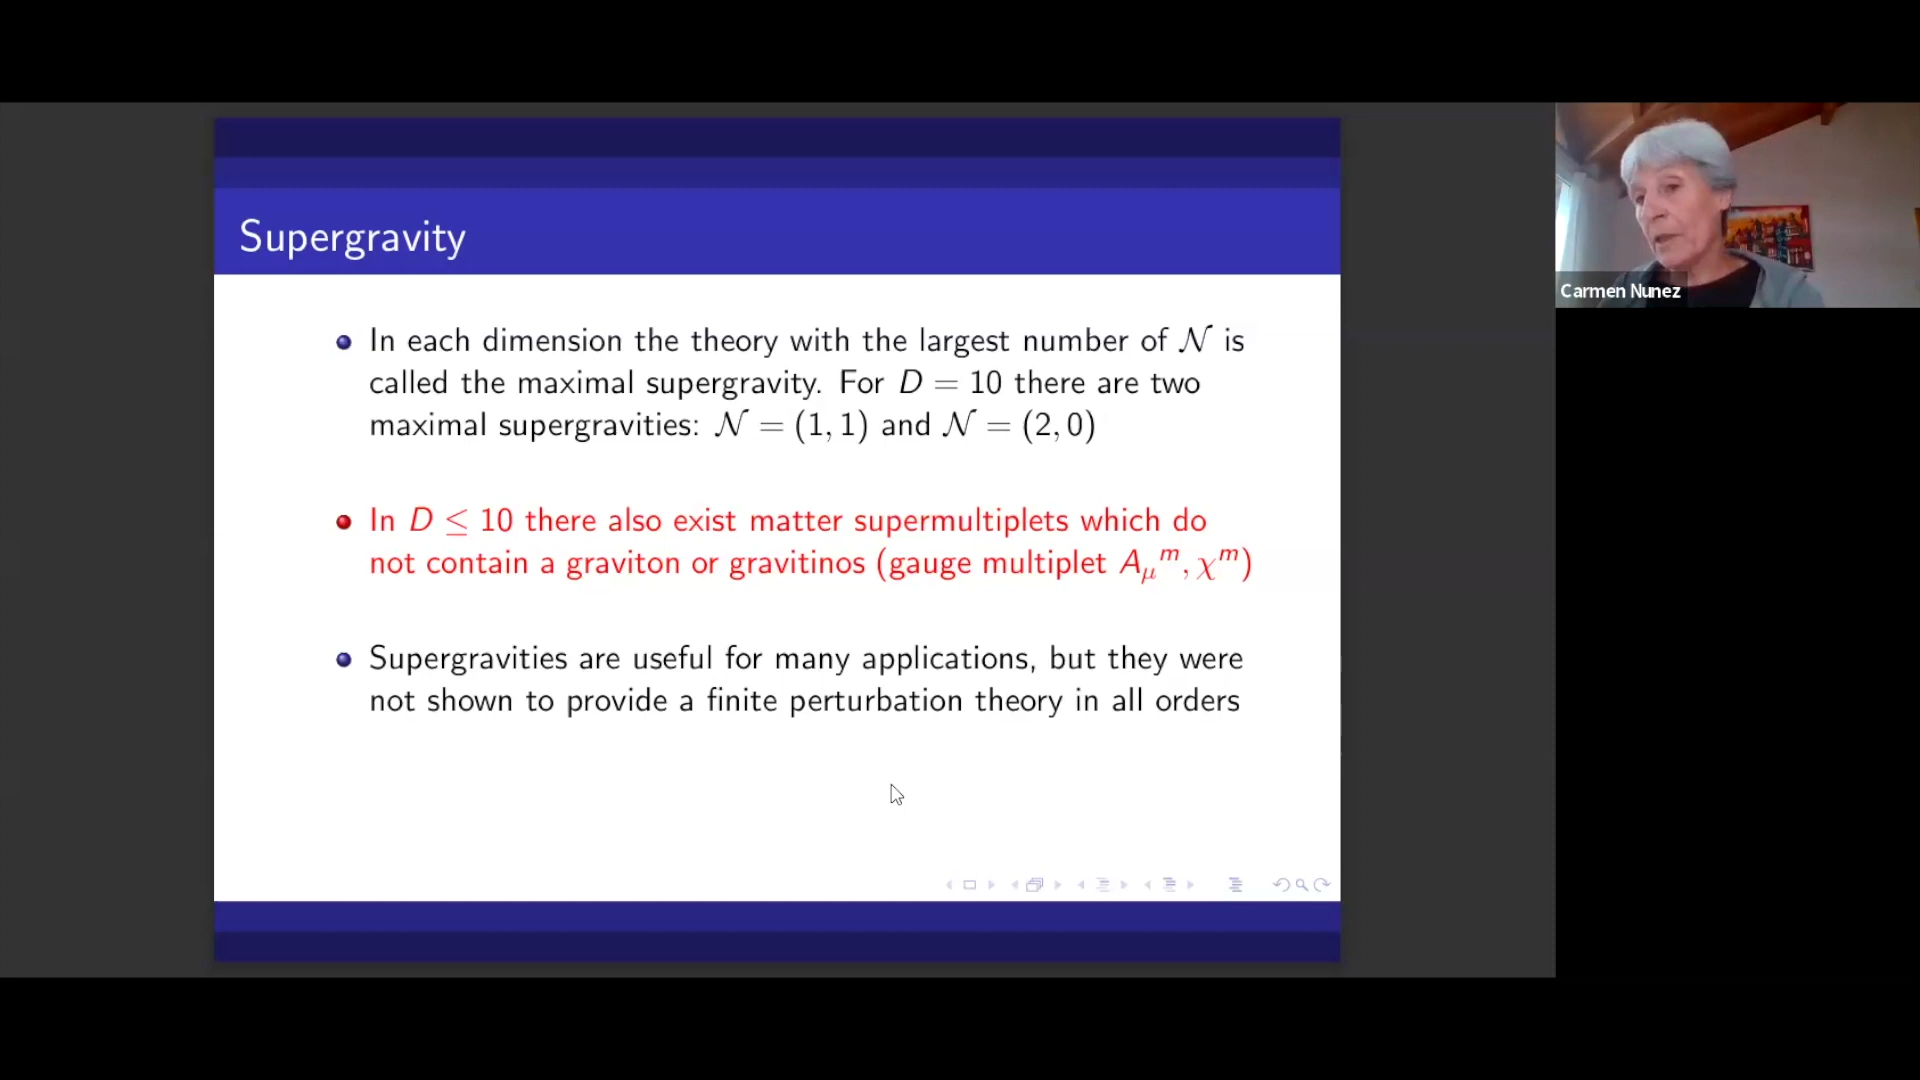 Supergravity
In each dimension the theory with the largest number of 𝒩 is
called the maximal supergravity. For D = 10 there are two
maximal supergravities: 𝒩 = (1, 1) and 𝒩 = (2, 0)
In D ≤ 10 there also exist matter supermultiplets which do
not contain a graviton or gravitinos (gauge multiplet A_μ^m, χ^m)
Supergravities are useful for many applications, but they were
not shown to provide a finite perturbation theory in all orders
Carmen Nunez